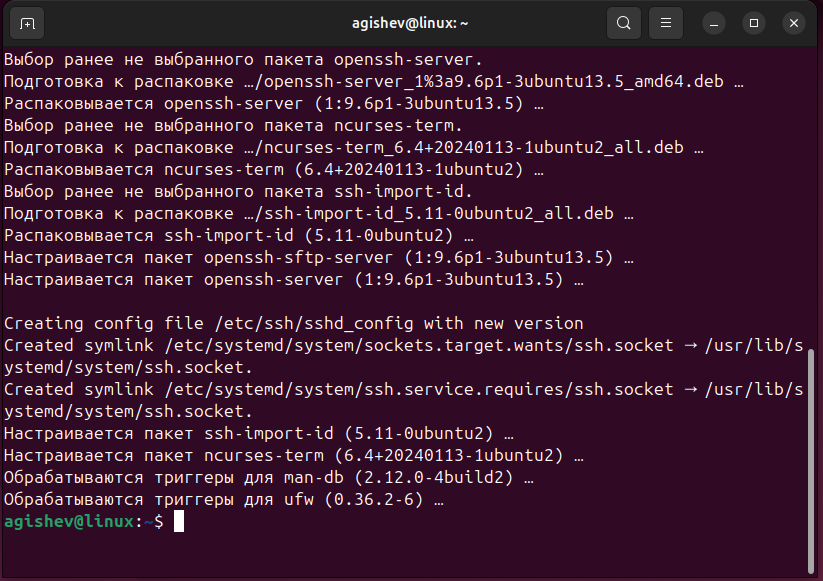 agishev@linux: ~
Выбор ранее не выбранного пакета openssh-server.
Подготовка к распаковке …/openssh-server_1%3a9.6p1-3ubuntu13.5_amd64.deb …
Распаковывается openssh-server (1:9.6p1-3ubuntu13.5) …
Выбор ранее не выбранного пакета ncurses-term.
Подготовка к распаковке …/ncurses-term_6.4+20240113-1ubuntu2_all.deb …
Распаковывается ncurses-term (6.4+20240113-1ubuntu2) …
Выбор ранее не выбранного пакета ssh-import-id.
Подготовка к распаковке …/ssh-import-id_5.11-0ubuntu2_all.deb …
Распаковывается ssh-import-id (5.11-0ubuntu2) …
Настраивается пакет openssh-sftp-server (1:9.6p1-3ubuntu13.5) …
Настраивается пакет openssh-server (1:9.6p1-3ubuntu13.5) …
Creating config file /etc/ssh/sshd_config with new version
Created symlink /etc/systemd/system/sockets.target.wants/ssh.socket → /usr/lib/s
ystemd/system/ssh.socket.
Created symlink /etc/systemd/system/ssh.service.requires/ssh.socket → /usr/lib/s
ystemd/system/ssh.socket.
Настраивается пакет ssh-import-id (5.11-0ubuntu2) …
Настраивается пакет ncurses-term (6.4+20240113-1ubuntu2) …
Обрабатываются триггеры для man-db (2.12.0-4build2) …
Обрабатываются триггеры для ufw (0.36.2-6) …
agishev@linux:~$